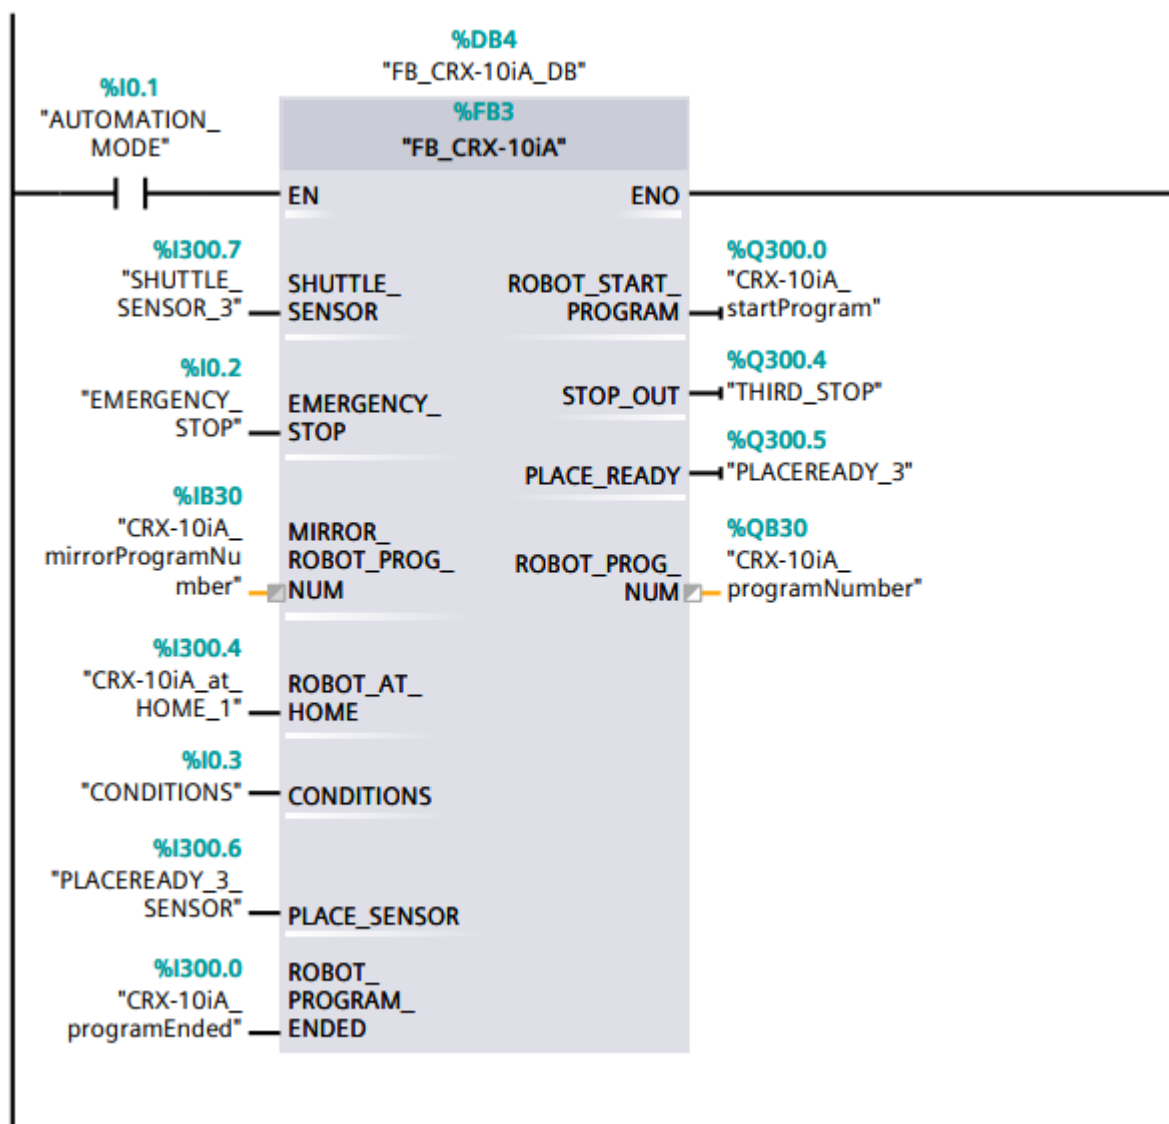 %DB4
"FB_CRX-10iA_DB"
%I0.1
"AUTOMATION_
MODE"
%FB3
"FB_CRX-10iA"
EN
ENO
%I300.7
"SHUTTLE_
SENSOR_3"
SHUTTLE_
SENSOR
ROBOT_START_
PROGRAM
%Q300.0
"CRX-10iA_
startProgram"
%I0.2
"EMERGENCY_
STOP"
EMERGENCY_
STOP
STOP_OUT
%Q300.4
"THIRD_STOP"
PLACE_READY
%Q300.5
"PLACEREADY_3"
%IB30
"CRX-10iA_
mirrorProgramNu
mber"
MIRROR_
ROBOT_PROG_
NUM
ROBOT_PROG_
NUM
%QB30
"CRX-10iA_
programNumber"
%I300.4
"CRX-10iA_at_
HOME_1"
ROBOT_AT_
HOME
%I0.3
"CONDITIONS"
CONDITIONS
%I300.6
"PLACEREADY_3_
SENSOR"
PLACE_SENSOR
%I300.0
"CRX-10iA_
programEnded"
ROBOT_
PROGRAM_
ENDED